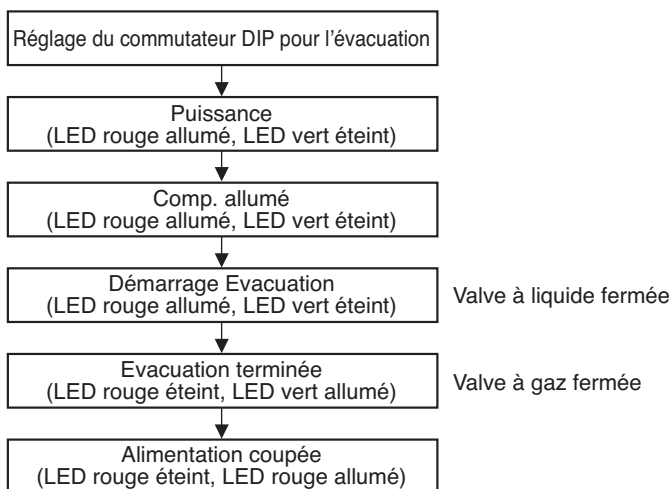 Réglage du commutateur DIP pour l'évacuation
Puissance
(LED rouge allumé, LED vert éteint)
Comp. allumé
(LED rouge allumé, LED vert éteint)
Démarrage Evacuation
(LED rouge allumé, LED vert éteint)
Valve à liquide fermée
Evacuation terminée
(LED rouge éteint, LED vert allumé)
Valve à gaz fermée
Alimentation coupée
(LED rouge éteint, LED rouge allumé)